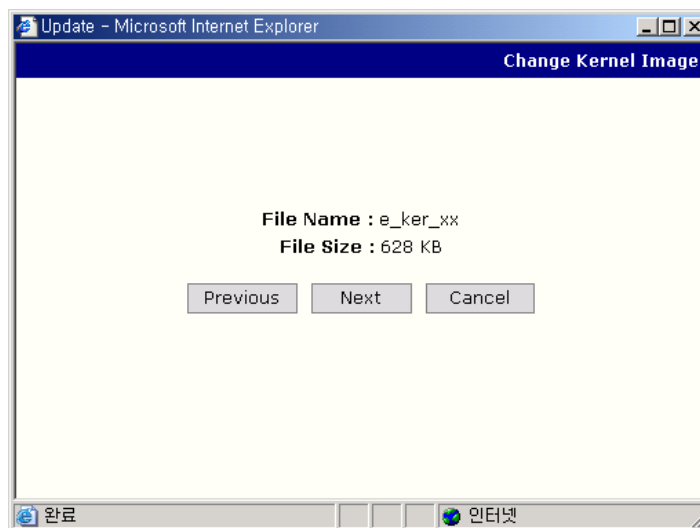 Update - Microsoft Internet Explorer
Change Kernel Image
File Name : e_ker_xx
File Size : 628 KB
Previous Next Cancel
완료 인터넷